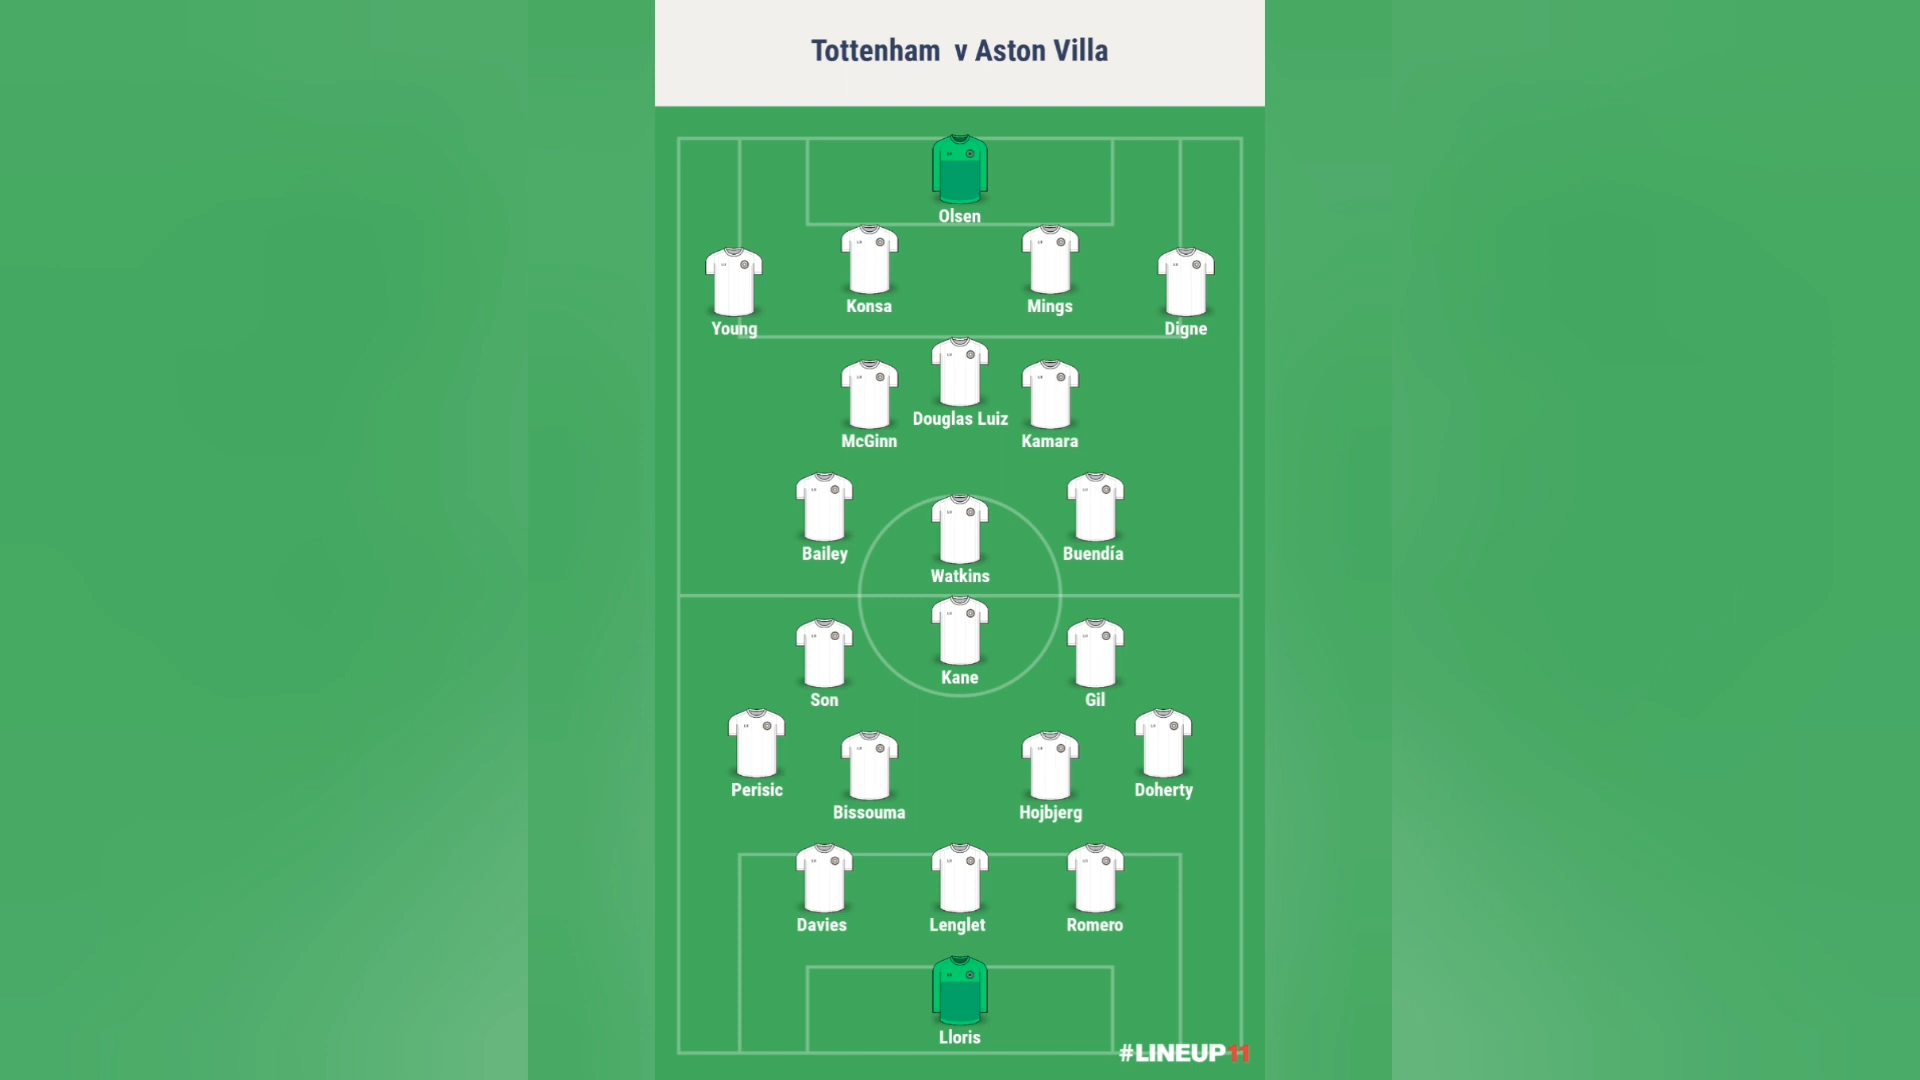 Tottenham v Aston Villa
Olsen
Konsa
Mings
Young
Digne
Douglas Luiz
McGinn
Kamara
Bailey
Buendía
Watkins
Kane
Son
Gil
Perisic
Doherty
Bissouma
Hojbjerg
Davies
Lenglet
Romero
Lloris
#LINEUP11